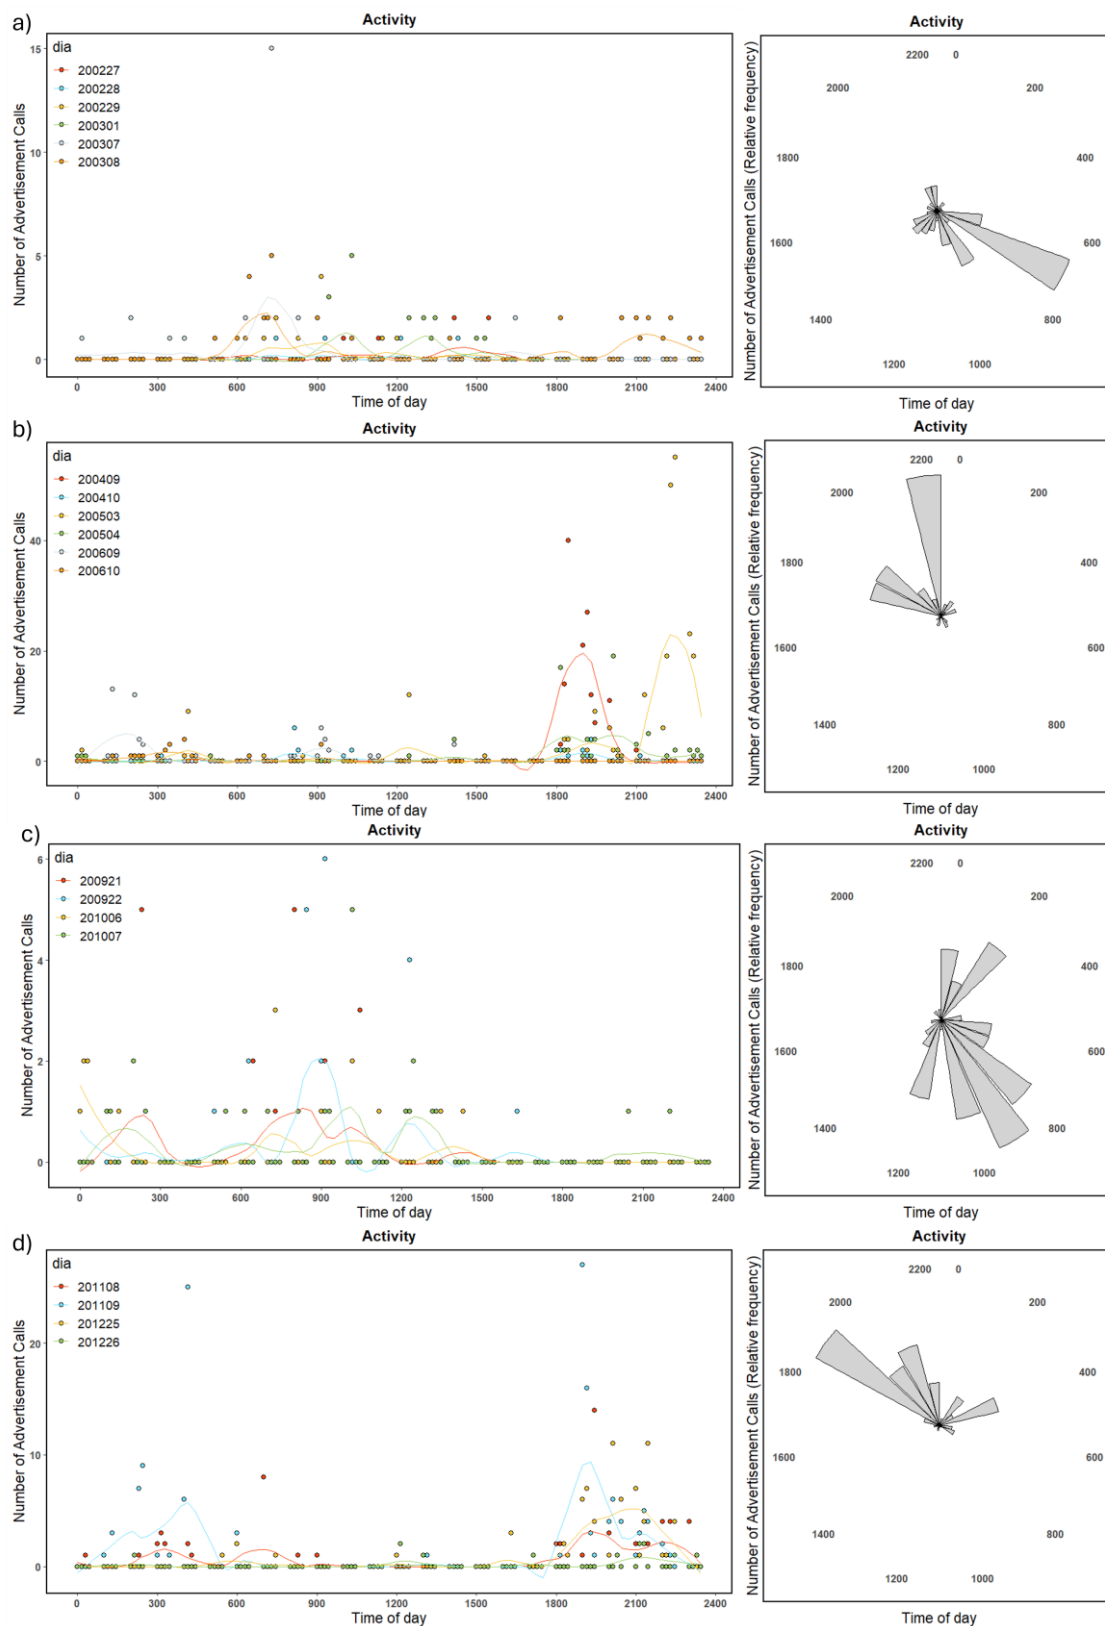 a)
Activity
Number of Advertisement Calls
15
10
5
0
dia
200227
200228
200229
200301
200307
200308
0 300 600 900 1200 1500 1800 2100 2400
Time of day
Activity
Number of Advertisement Calls (Relative frequency)
2200 0
2000 200
1800 400
1600 600
1400 800
1200 1000
Time of day
b)
Activity
Number of Advertisement Calls
40
20
0
dia
200409
200410
200503
200504
200609
200610
0 300 600 900 1200 1500 1800 2100 2400
Time of day
Activity
Number of Advertisement Calls (Relative frequency)
2200 0
2000 200
1800 400
1600 600
1400 800
1200 1000
Time of day
c)
Activity
Number of Advertisement Calls
6
4
2
0
dia
200921
200922
201006
201007
0 300 600 900 1200 1500 1800 2100 2400
Time of day
Activity
Number of Advertisement Calls (Relative frequency)
2200 0
2000 200
1800 400
1600 600
1400 800
1200 1000
Time of day
d)
Activity
Number of Advertisement Calls
20
10
0
dia
201108
201109
201225
201226
0 300 600 900 1200 1500 1800 2100 2400
Time of day
Activity
Number of Advertisement Calls (Relative frequency)
2200 0
2000 200
1800 400
1600 600
1400 800
1200 1000
Time of day